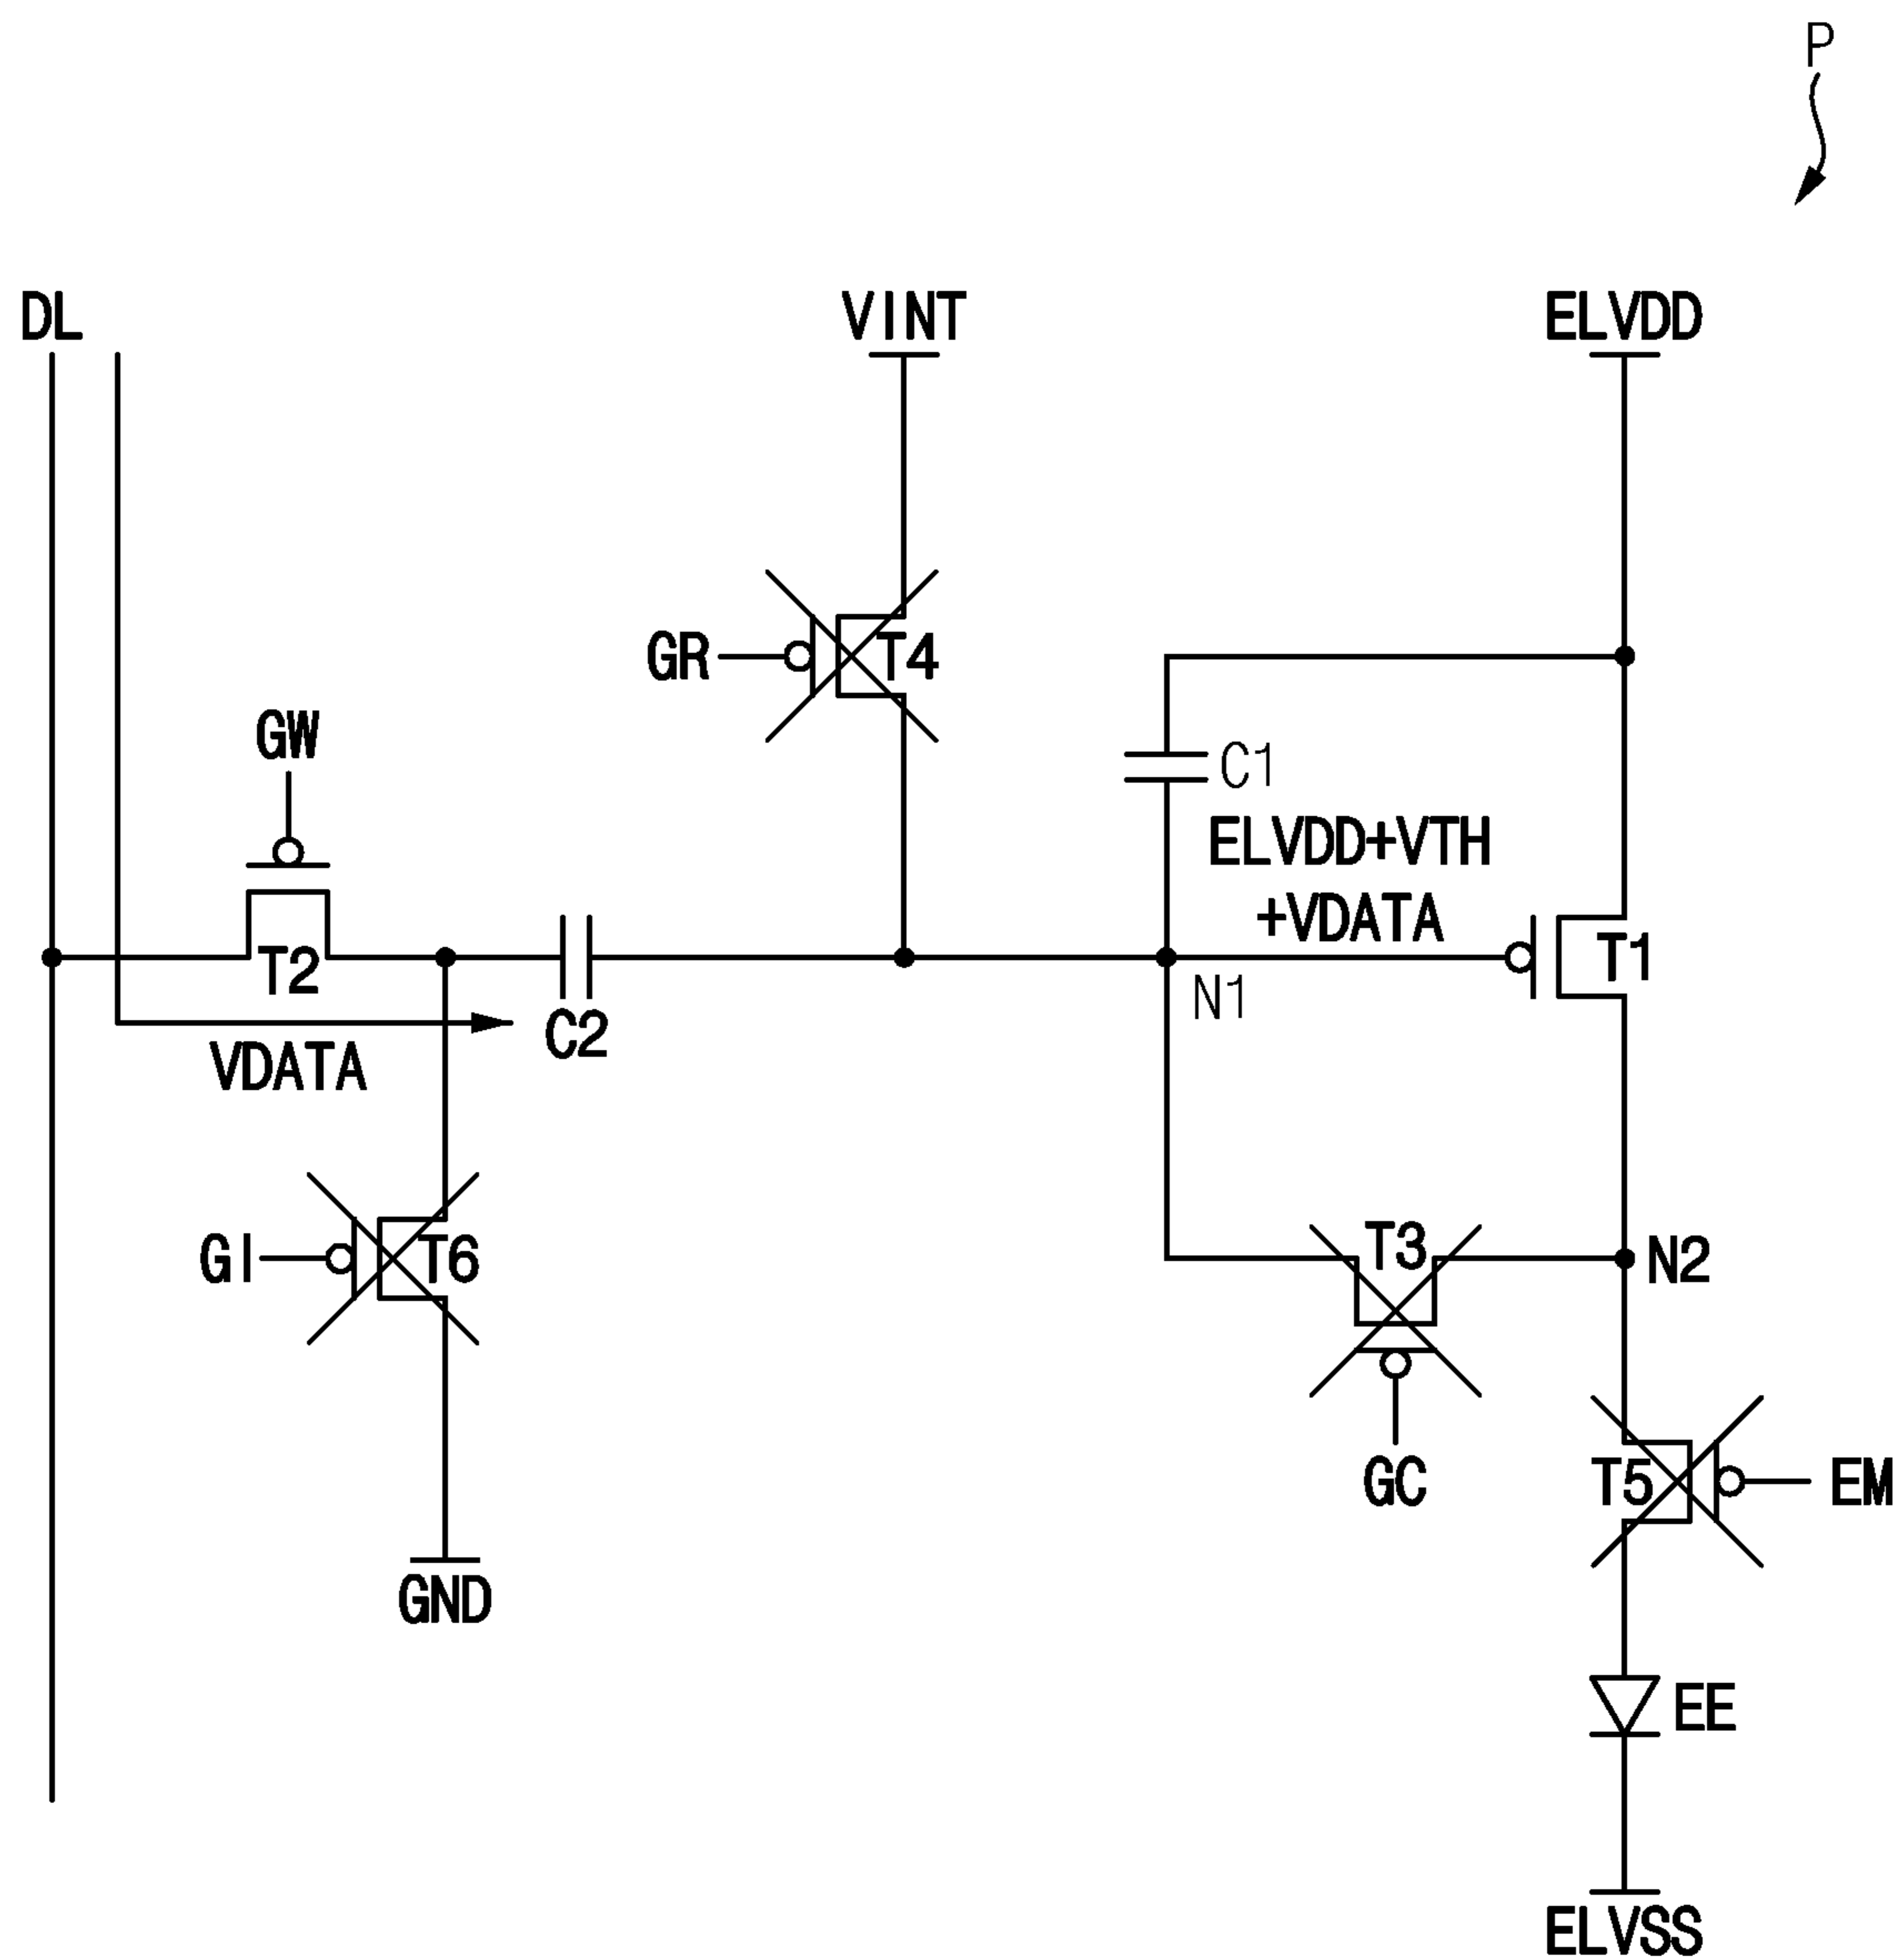 P
DL
VINT
ELVDD
GR
T4
GW
C1
ELVDD+VTH
+VDATA
T2
T1
N1
C2
VDATA
GI
T6
T3
N2
GC
T5
EM
GND
EE
ELVSS